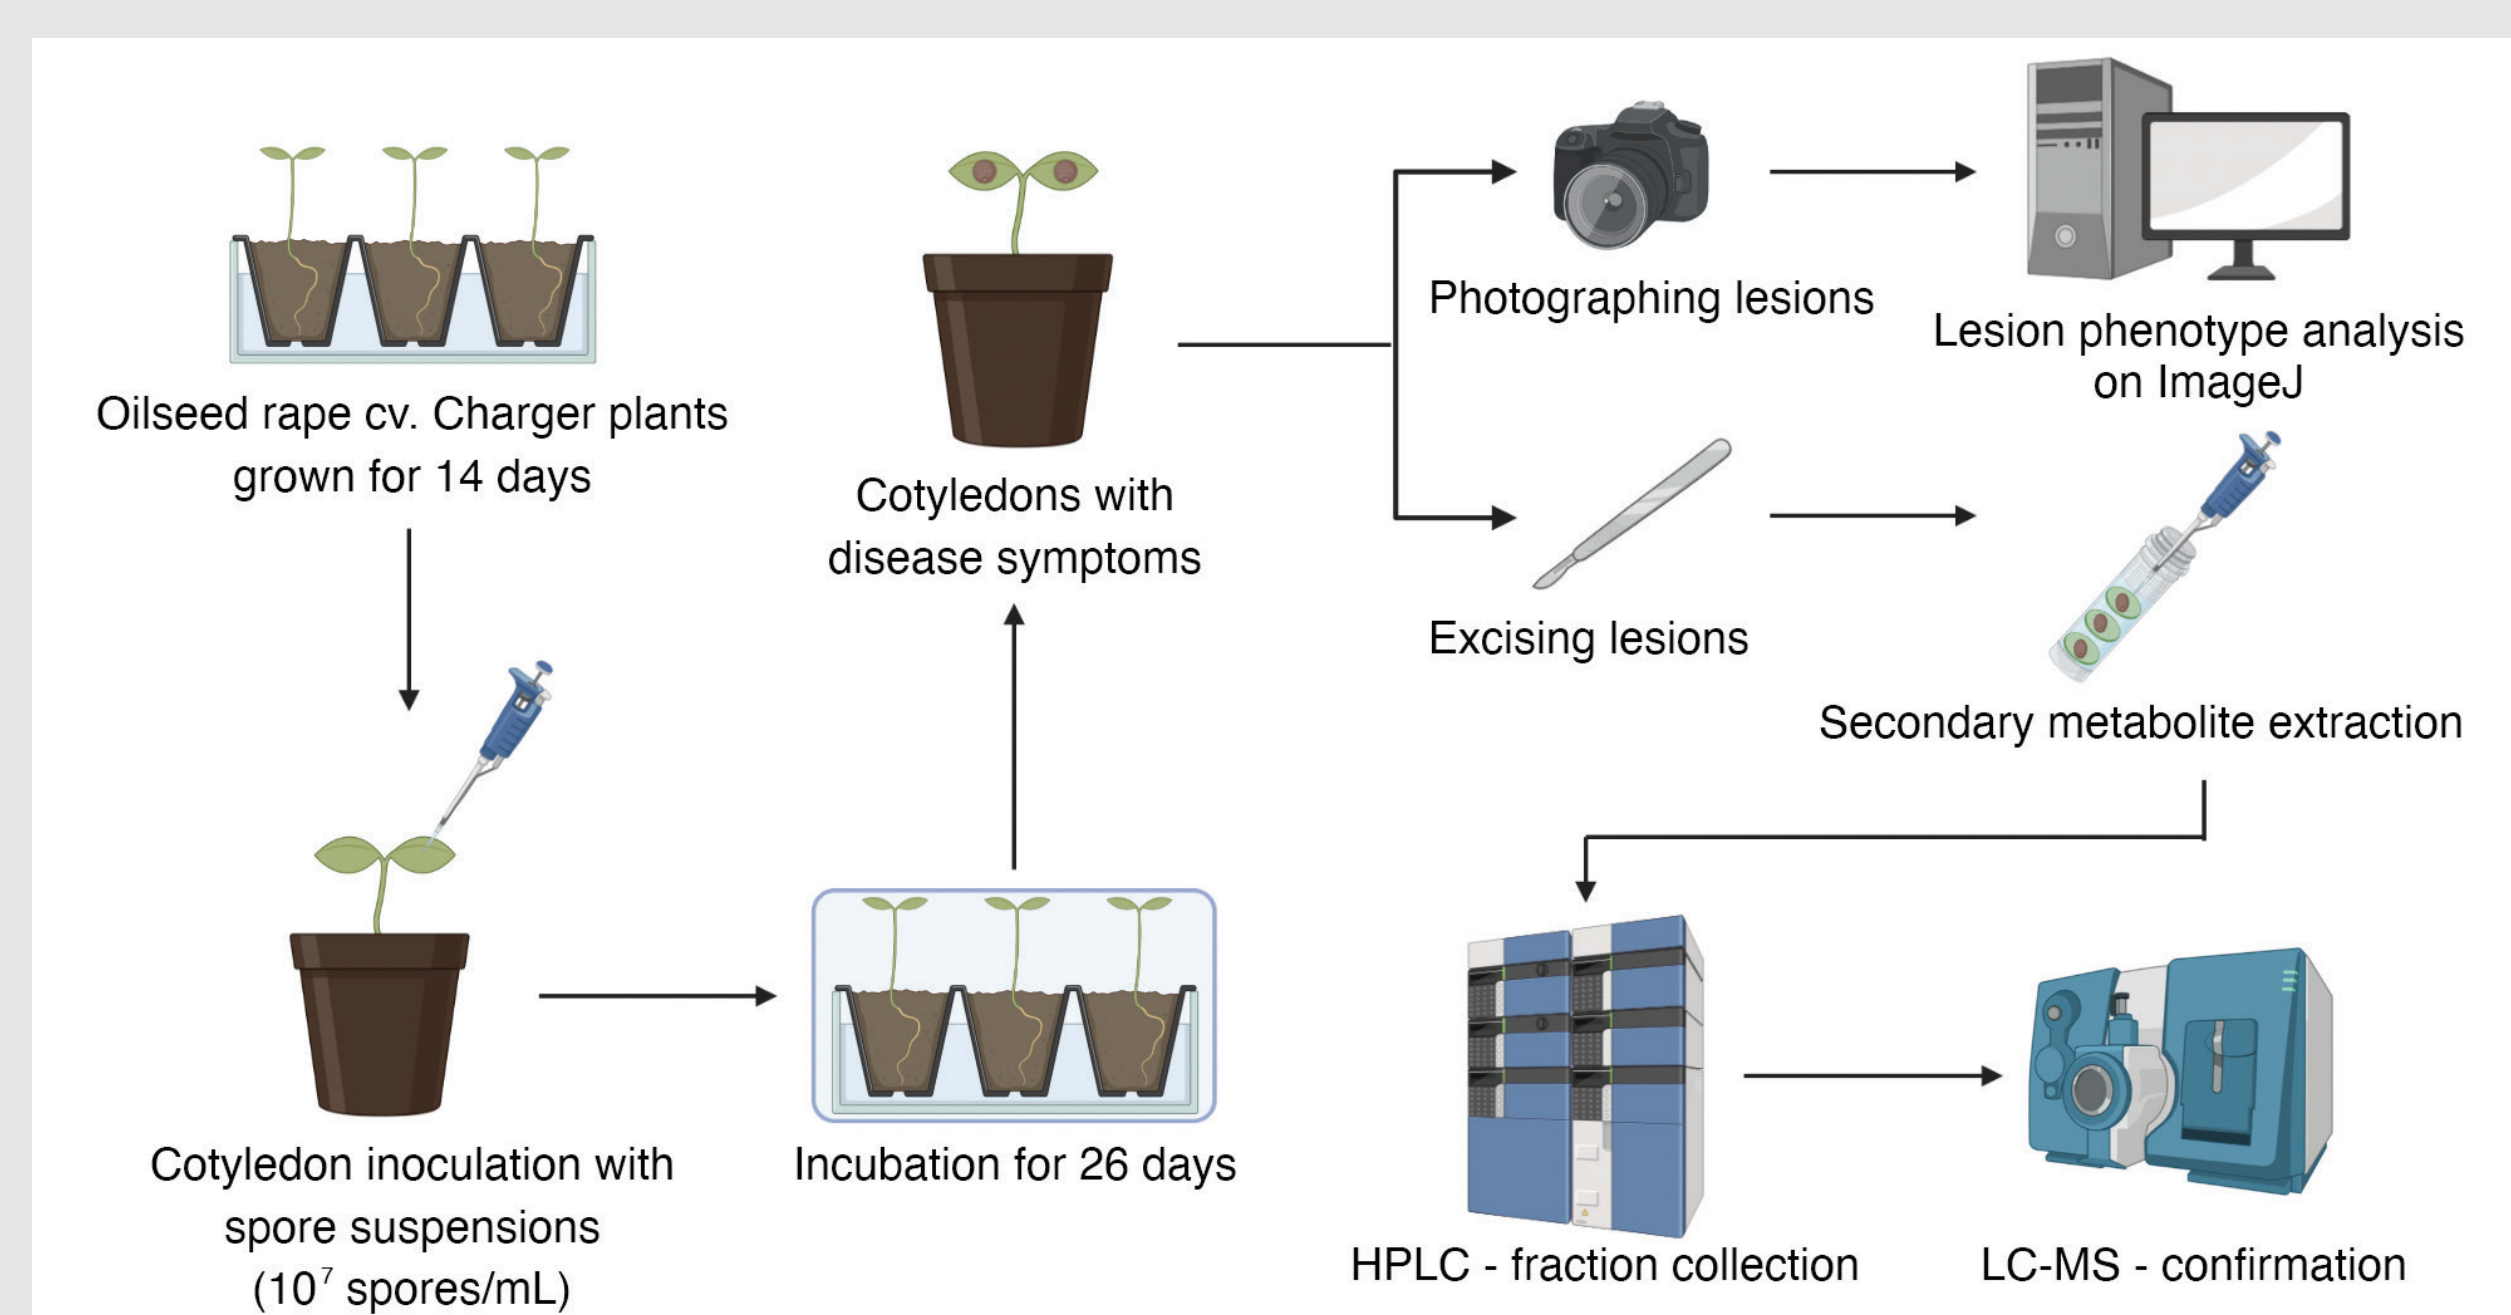 Oilseed rape cv. Charger plants
grown for 14 days
Cotyledon inoculation with
spore suspensions
(10⁷ spores/mL)
Incubation for 26 days
Cotyledons with
disease symptoms
Photographing lesions
Lesion phenotype analysis
on ImageJ
Excising lesions
Secondary metabolite extraction
HPLC - fraction collection
LC-MS - confirmation